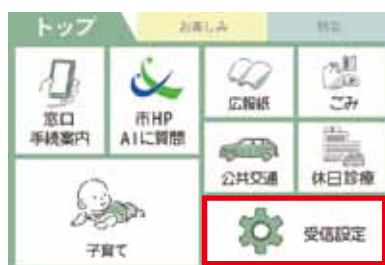 トップ
お楽しみ
防災
窓口
手続案内
市HP
AIに質問
広報紙
ごみ
公共交通
休日診療
子育て
受信設定